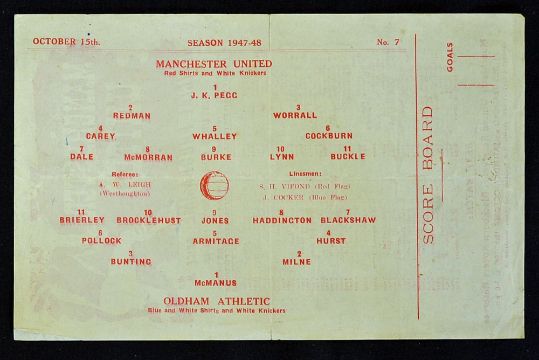 OCTOBER 15th. SEASON 1947-48 No. 7
MANCHESTER UNITED
Red Shirts and White Knickers
1
J. K. PEGG
2 3
REDMAN WORRALL
4 5 6
CAREY WHALLEY COCKBURN
7 8 9 10 11
DALE McMORRAN BURKE LYNN BUCKLE
Referee: Linesmen:
A. W. LEIGH S. H. VIFOND (Red Flag)
(Westhoughton) J. COCKER (Blue Flag)
11 10 9 8 7
BRIERLEY BROCKLEHUST JONES HADDINGTON BLACKSHAW
6 5 4
POLLOCK ARMITAGE HURST
3 2
BUNTING MILNE
1
McMANUS
OLDHAM ATHLETIC
Blue and White Shirts and White Knickers
SCORE BOARD
GOALS